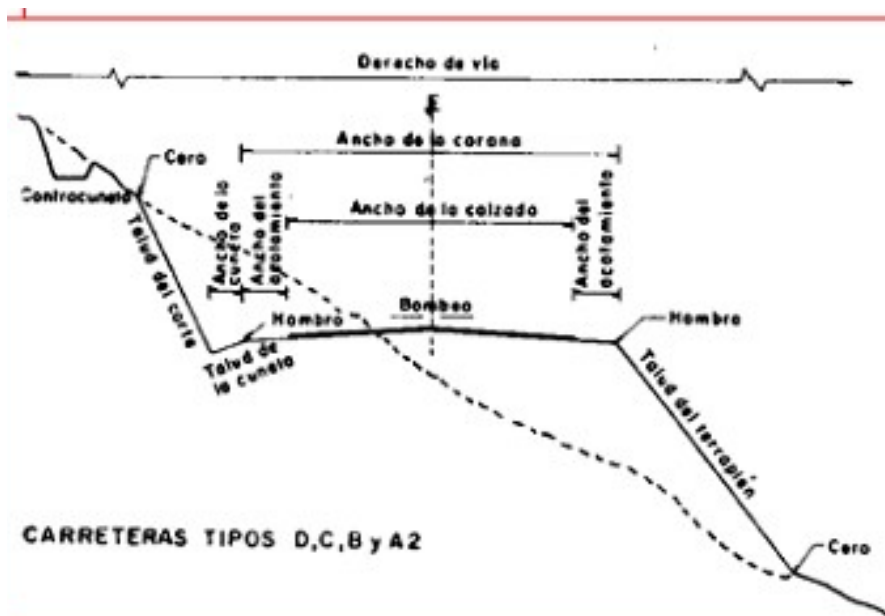 Derecho de vía
Ancho de la corona
Cero
Contracuneta
Ancho de la calzada
Ancho de la
cuneta
Ancho del
acotamiento
Ancho del
acotamiento
Talud del corte
Hombro
Bombeo
Hombro
Talud de
la cuneta
Talud del terraplén
CARRETERAS TIPOS D,C,B y A2
Cero